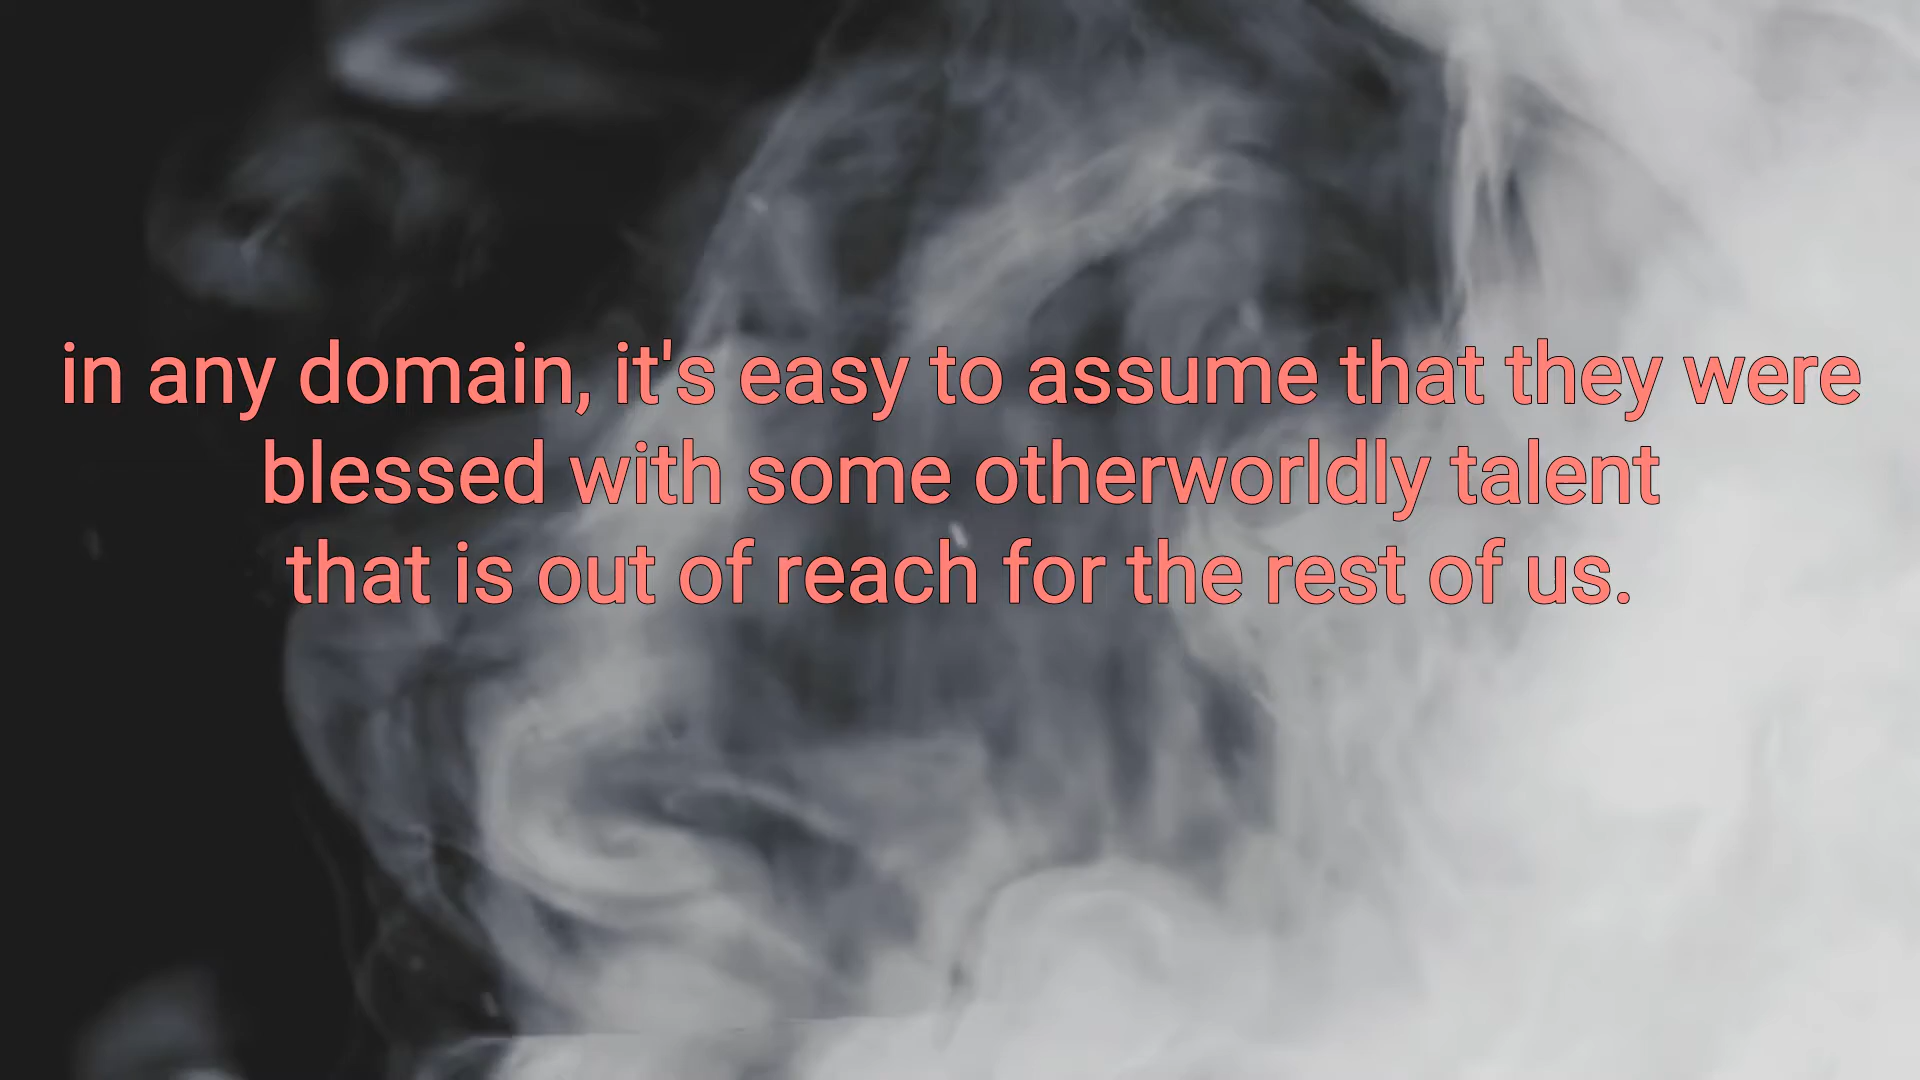 in any domain, it's easy to assume that they were
blessed with some otherworldly talent
that is out of reach for the rest of us.